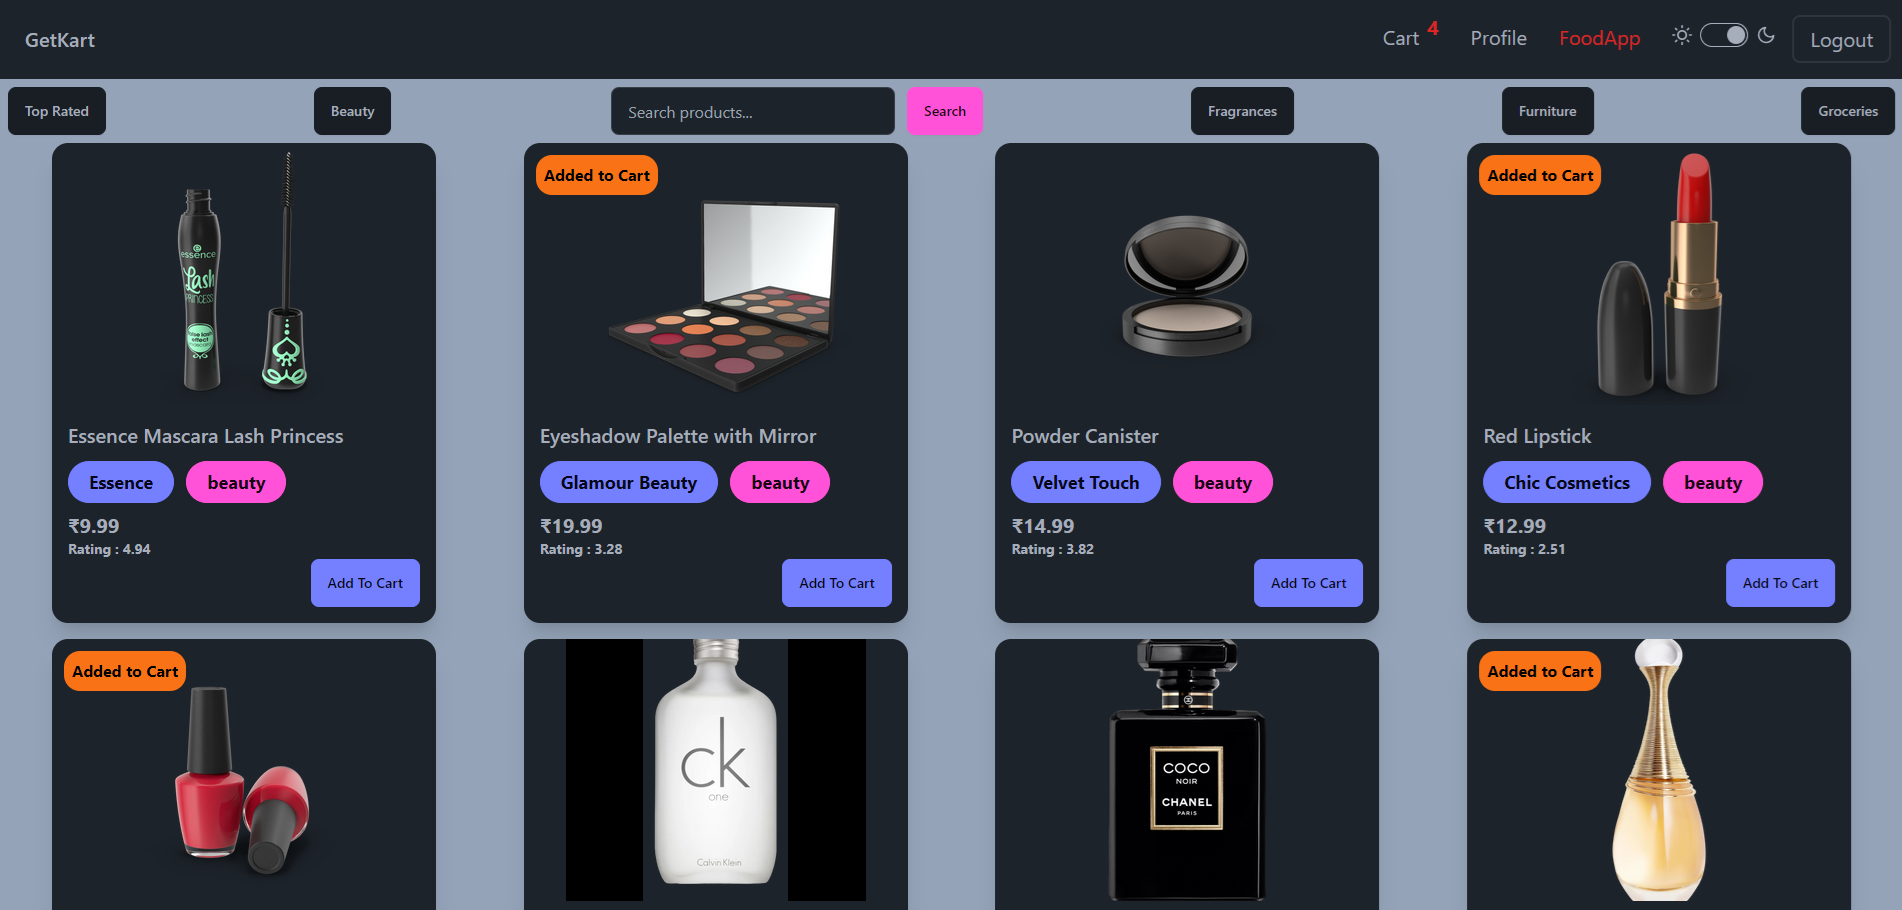 GetKart
Cart 4
Profile
FoodApp
Logout
Top Rated
Beauty
Search products...
Search
Fragrances
Furniture
Groceries
essence
Lash
PRINCESS
false lash
effect
Essence Mascara Lash Princess
Essence
beauty
₹9.99
Rating : 4.94
Add To Cart
Added to Cart
Eyeshadow Palette with Mirror
Glamour Beauty
beauty
₹19.99
Rating : 3.28
Add To Cart
Powder Canister
Velvet Touch
beauty
₹14.99
Rating : 3.82
Add To Cart
Added to Cart
Red Lipstick
Chic Cosmetics
beauty
₹12.99
Rating : 2.51
Add To Cart
Added to Cart
ck
one
Calvin Klein
COCO
NOIR
CHANEL
PARIS
Added to Cart